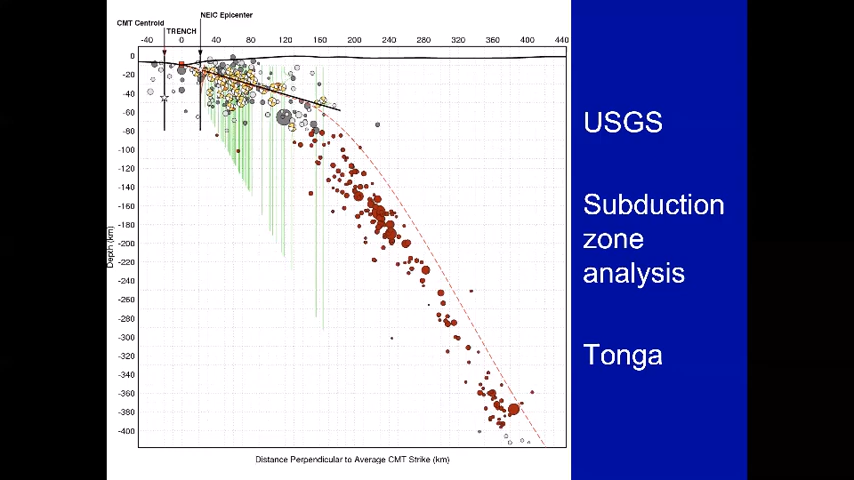 NEIC Epicenter
CMT Centroid
TRENCH
-40 0 40 80 120 160 200 240 280 320 360 400 440
0
-20
-40
-60
-80
-100
-120
-140
-160
-180
-200
-220
-240
-260
-280
-300
-320
-340
-360
-380
-400
Depth (km)
Distance Perpendicular to Average CMT Strike (km)
USGS
Subduction
zone
analysis
Tonga